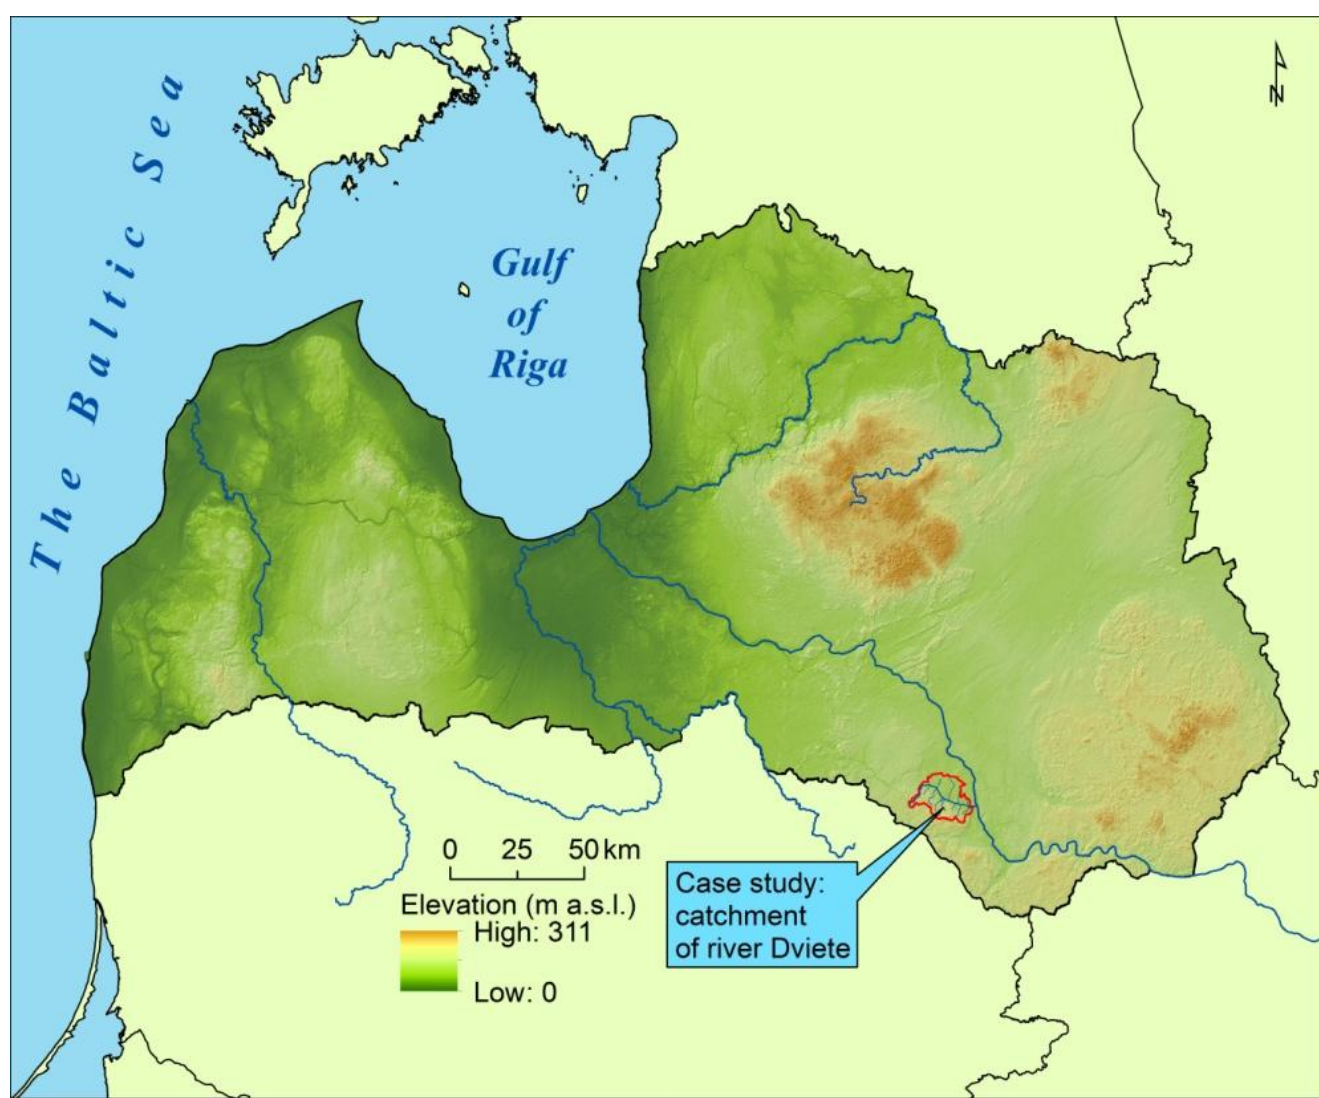 The Baltic Sea
N
Gulf
of
Riga
0 25 50 km
Elevation (m a.s.l.)
High: 311
Low: 0
Case study:
catchment
of river Dviete